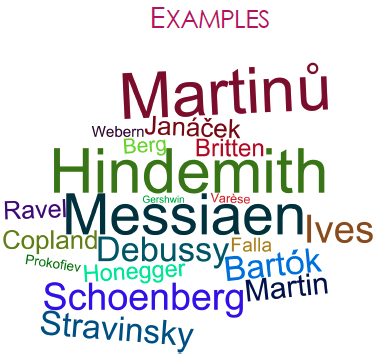 EXAMPLES
Martinů
Webern Janáček
Berg Britten
Hindemith
Gershwin Varèse
Ravel Messiaen Ives
Copland Debussy Falla
Prokofiev Honegger Bartók
Schoenberg Martin
Stravinsky